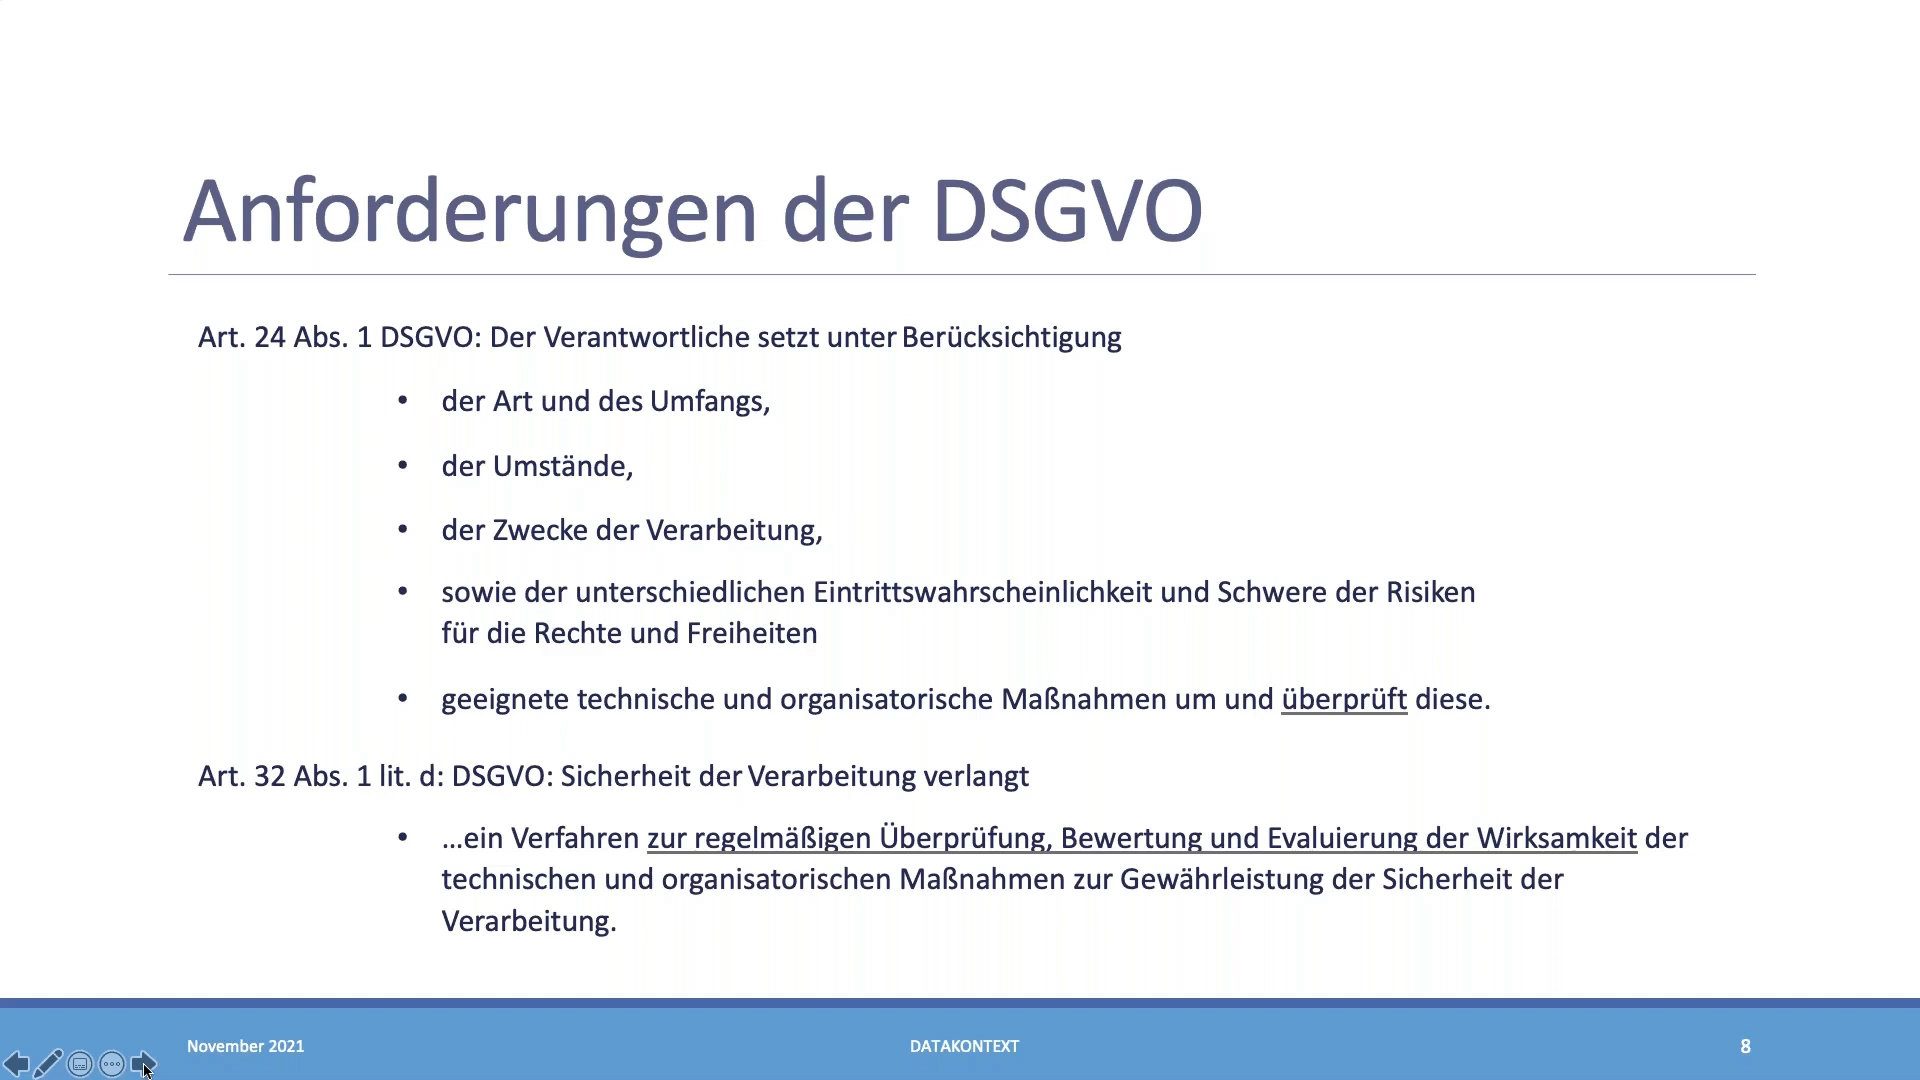 Anforderungen der DSGVO
Art. 24 Abs. 1 DSGVO: Der Verantwortliche setzt unter Berücksichtigung
• der Art und des Umfangs,
• der Umstände,
• der Zwecke der Verarbeitung,
• sowie der unterschiedlichen Eintrittswahrscheinlichkeit und Schwere der Risiken
für die Rechte und Freiheiten
• geeignete technische und organisatorische Maßnahmen um und überprüft diese.
Art. 32 Abs. 1 lit. d: DSGVO: Sicherheit der Verarbeitung verlangt
• …ein Verfahren zur regelmäßigen Überprüfung, Bewertung und Evaluierung der Wirksamkeit der
technischen und organisatorischen Maßnahmen zur Gewährleistung der Sicherheit der
Verarbeitung.
November 2021
DATAKONTEXT
8